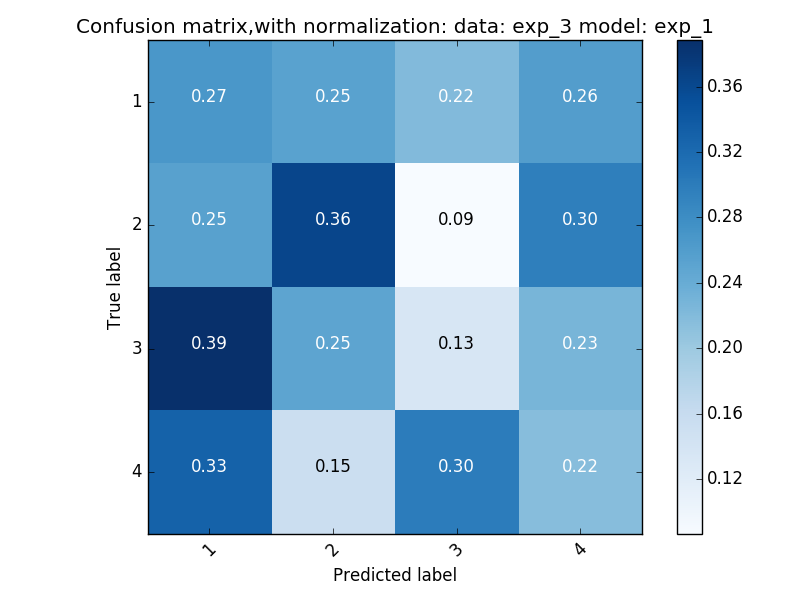 Confusion matrix,with normalization: data: exp_3 model: exp_1
True label
1 0.27 0.25 0.22 0.26
2 0.25 0.36 0.09 0.30
3 0.39 0.25 0.13 0.23
4 0.33 0.15 0.30 0.22
1 2 3 4
Predicted label
0.36
0.32
0.28
0.24
0.20
0.16
0.12